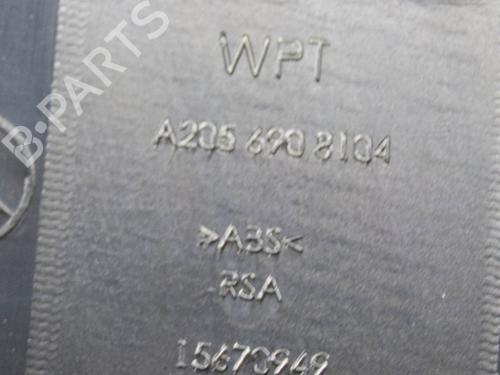 B-PARTS
WPT
A205 690 8104
>ABS<
RSA
15670949